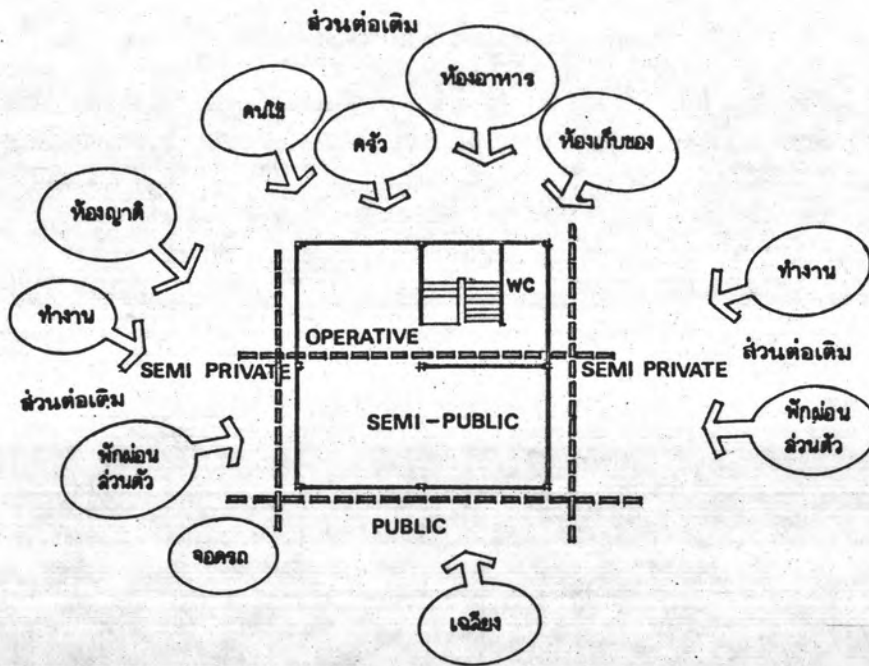 ส่วนต่อเติม
ห้องอาหาร
คนใช้
ครัว
ห้องเก็บของ
ห้องญาติ
ทำงาน
WC
ทำงาน
OPERATIVE
SEMI PRIVATE
SEMI PRIVATE
ส่วนต่อเติม
ส่วนต่อเติม
SEMI-PUBLIC
พักผ่อน
ส่วนตัว
พักผ่อน
ส่วนตัว
PUBLIC
จอดรถ
เฉลียง